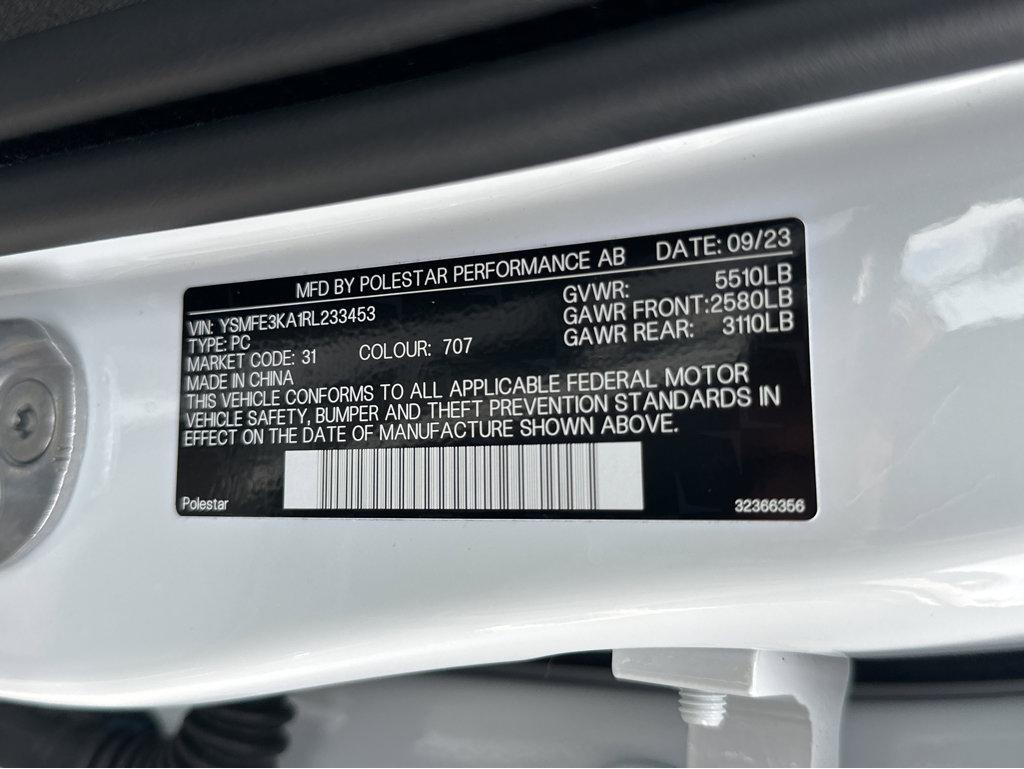 MFD BY POLESTAR PERFORMANCE AB DATE: 09/23
VIN: YSMFE3KA1RL233453 GVWR: 5510LB
TYPE: PC GAWR FRONT:2580LB
MARKET CODE: 31 COLOUR: 707 GAWR REAR: 3110LB
MADE IN CHINA
THIS VEHICLE CONFORMS TO ALL APPLICABLE FEDERAL MOTOR
VEHICLE SAFETY, BUMPER AND THEFT PREVENTION STANDARDS IN
EFFECT ON THE DATE OF MANUFACTURE SHOWN ABOVE.
Polestar 32366356